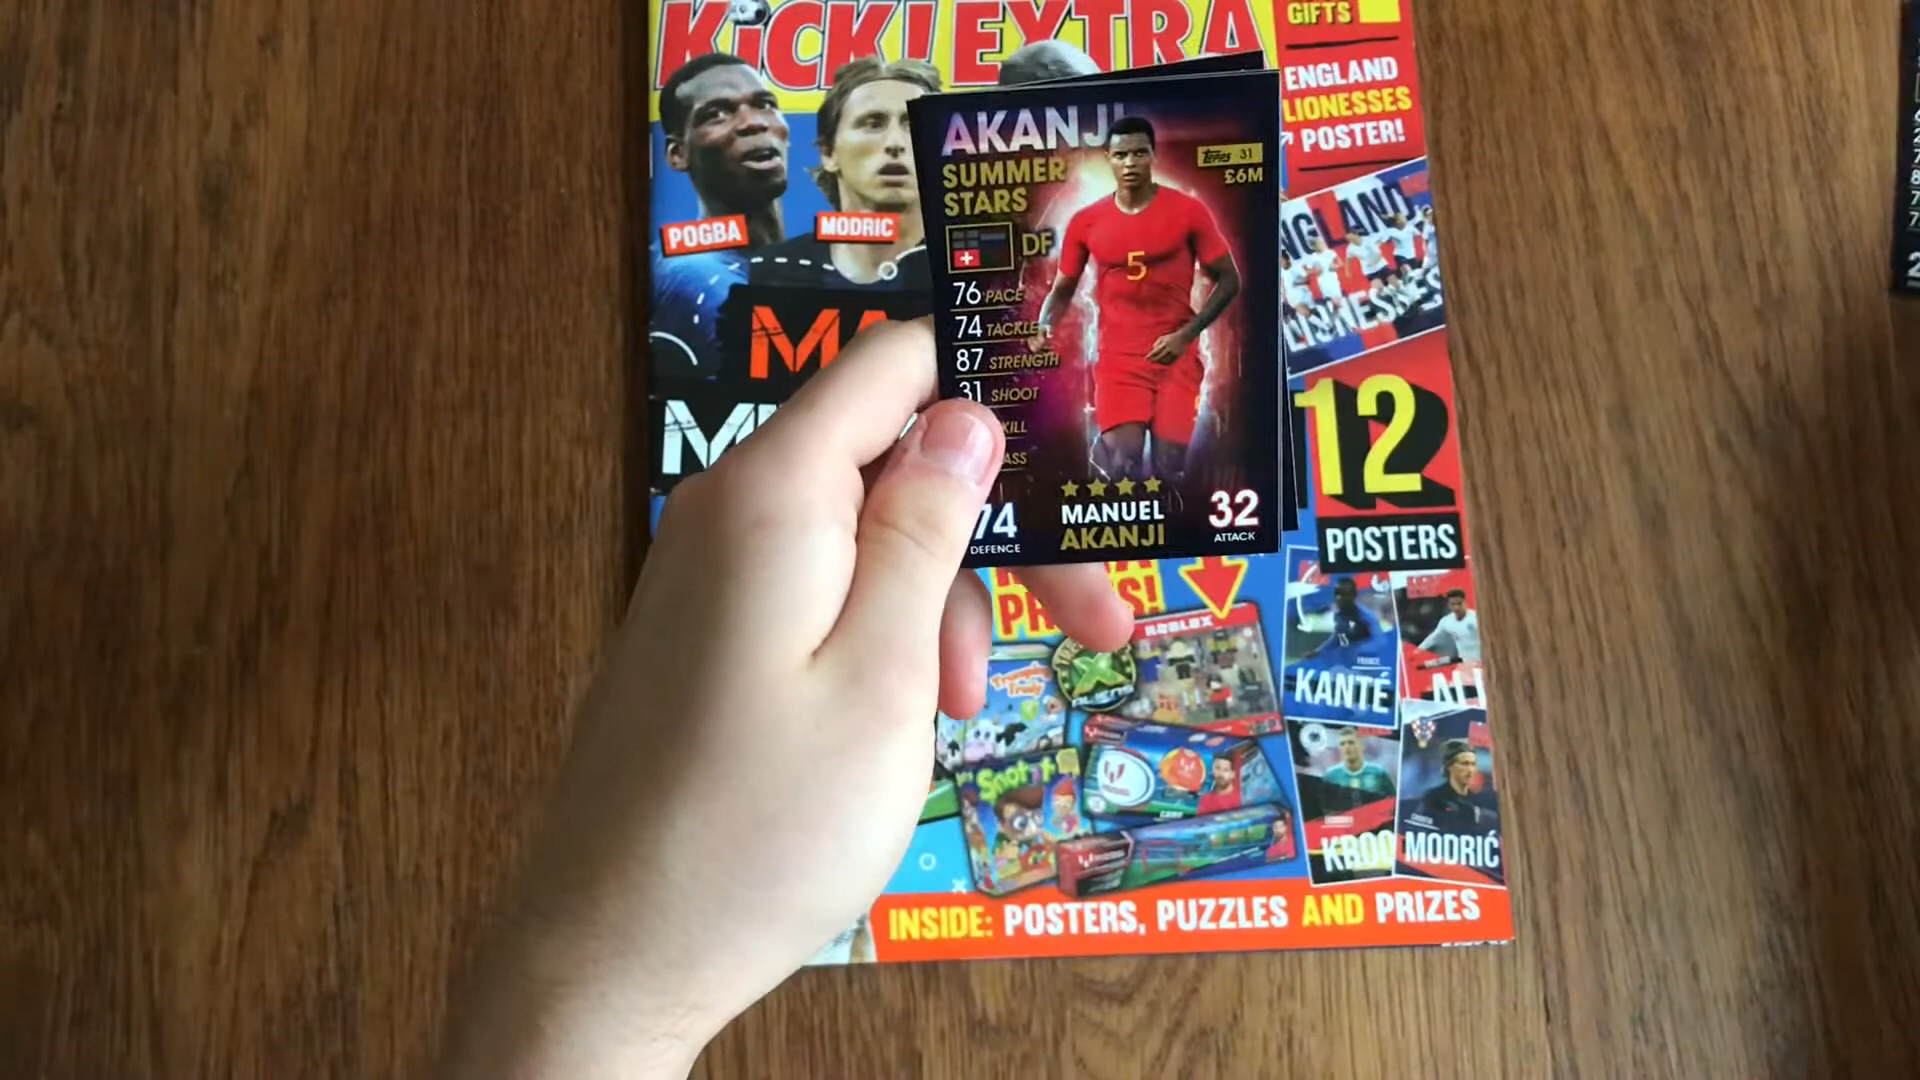 KiCK! EXTRA
GIFTS
ENGLAND
LIONESSES
POSTER!
POGBA
MODRIC
AKANJI
SUMMER
STARS
Topps 31
£6M
DF
5
76 PACE
74 TACKLE
87 STRENGTH
31 SHOOT
74
DEFENCE
MANUEL
AKANJI
32
ATTACK
12
POSTERS
ROBLOX
KANTÉ
MODRIĆ
INSIDE: POSTERS, PUZZLES AND PRIZES